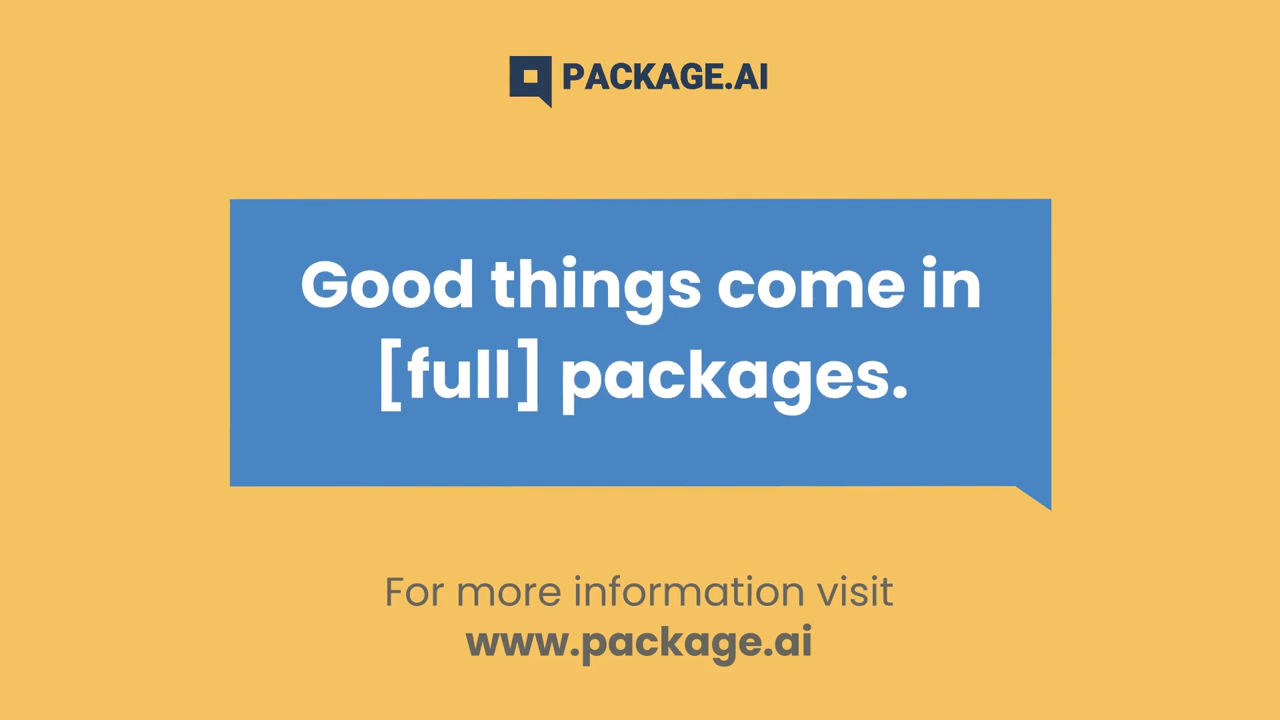 PACKAGE.AI
Good things come in
[full] packages.
For more information visit
www.package.ai